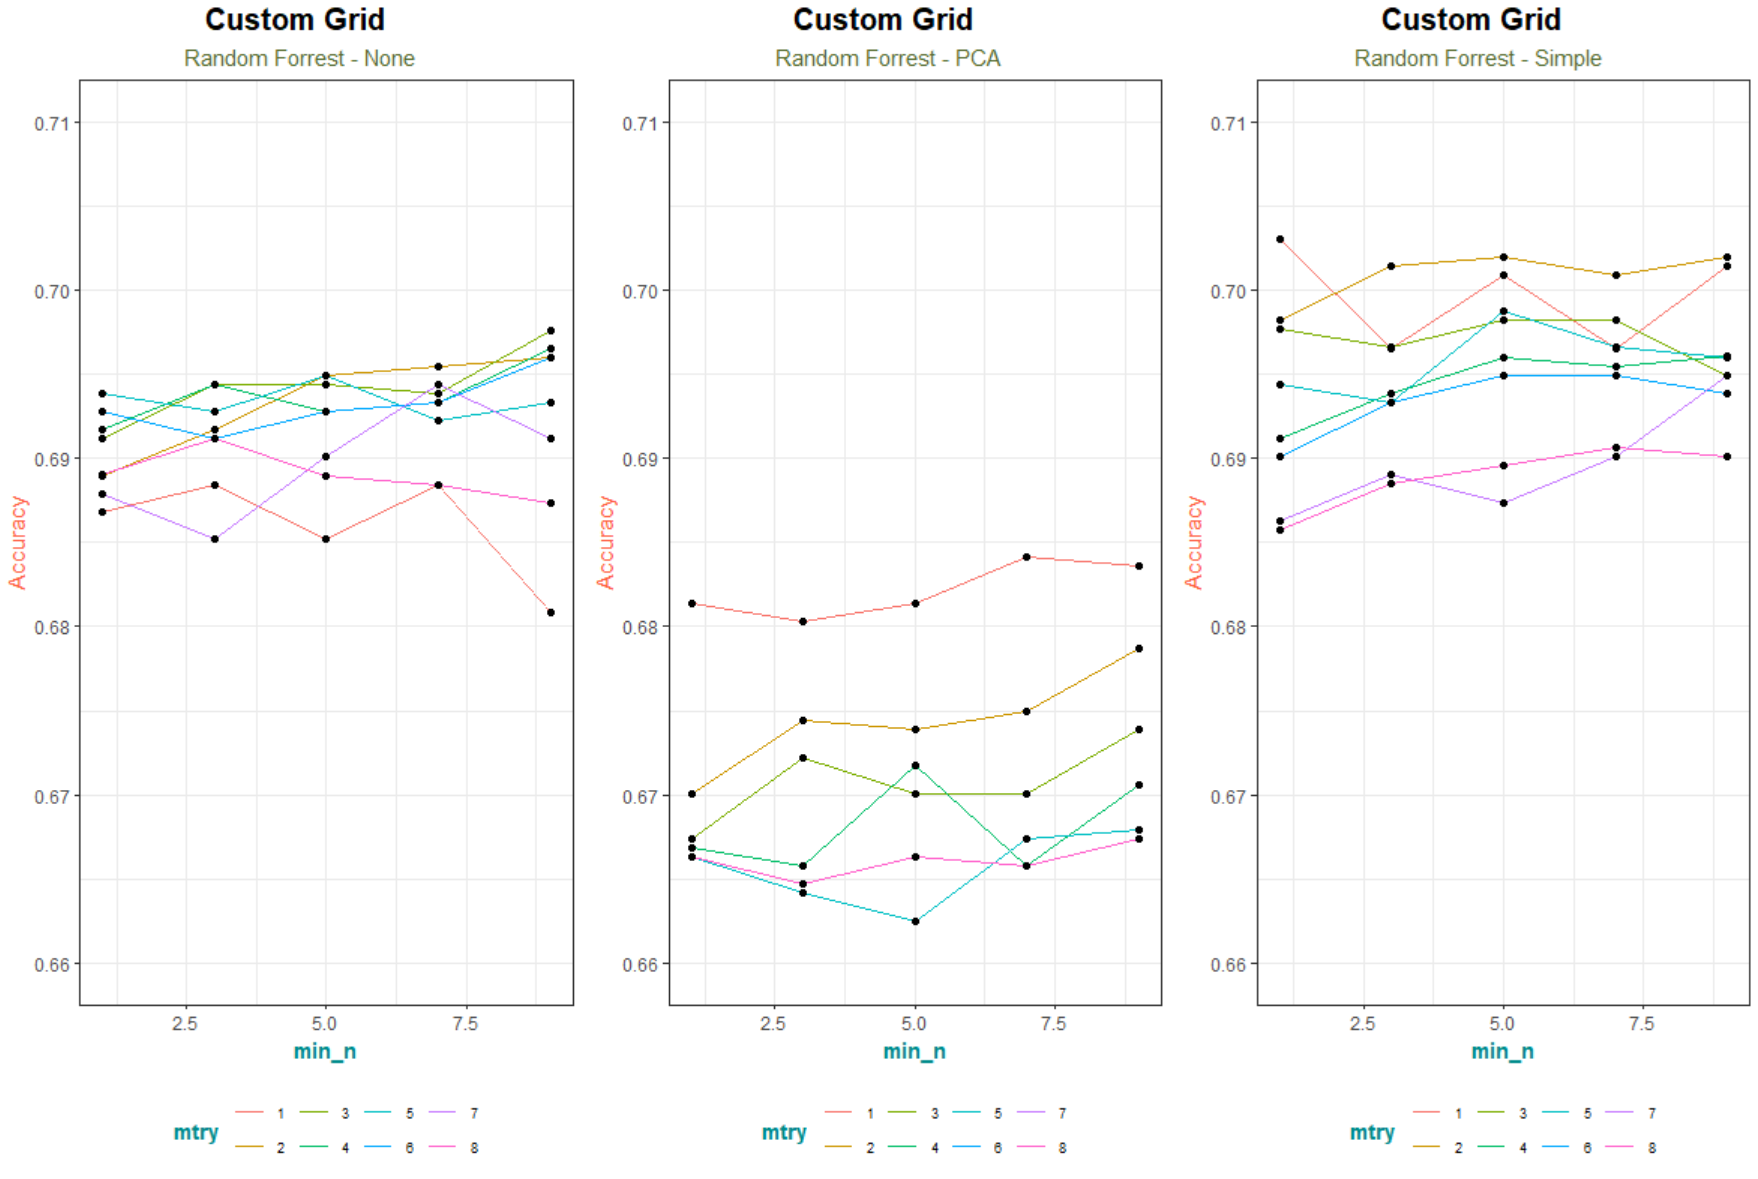 Custom Grid
Random Forrest - None
0.71
0.70
0.69
0.68
0.67
0.66
Accuracy
2.5 5.0 7.5
min_n
mtry
1 3 5 7
2 4 6 8
Custom Grid
Random Forrest - PCA
0.71
0.70
0.69
0.68
0.67
0.66
Accuracy
2.5 5.0 7.5
min_n
mtry
1 3 5 7
2 4 6 8
Custom Grid
Random Forrest - Simple
0.71
0.70
0.69
0.68
0.67
0.66
Accuracy
2.5 5.0 7.5
min_n
mtry
1 3 5 7
2 4 6 8